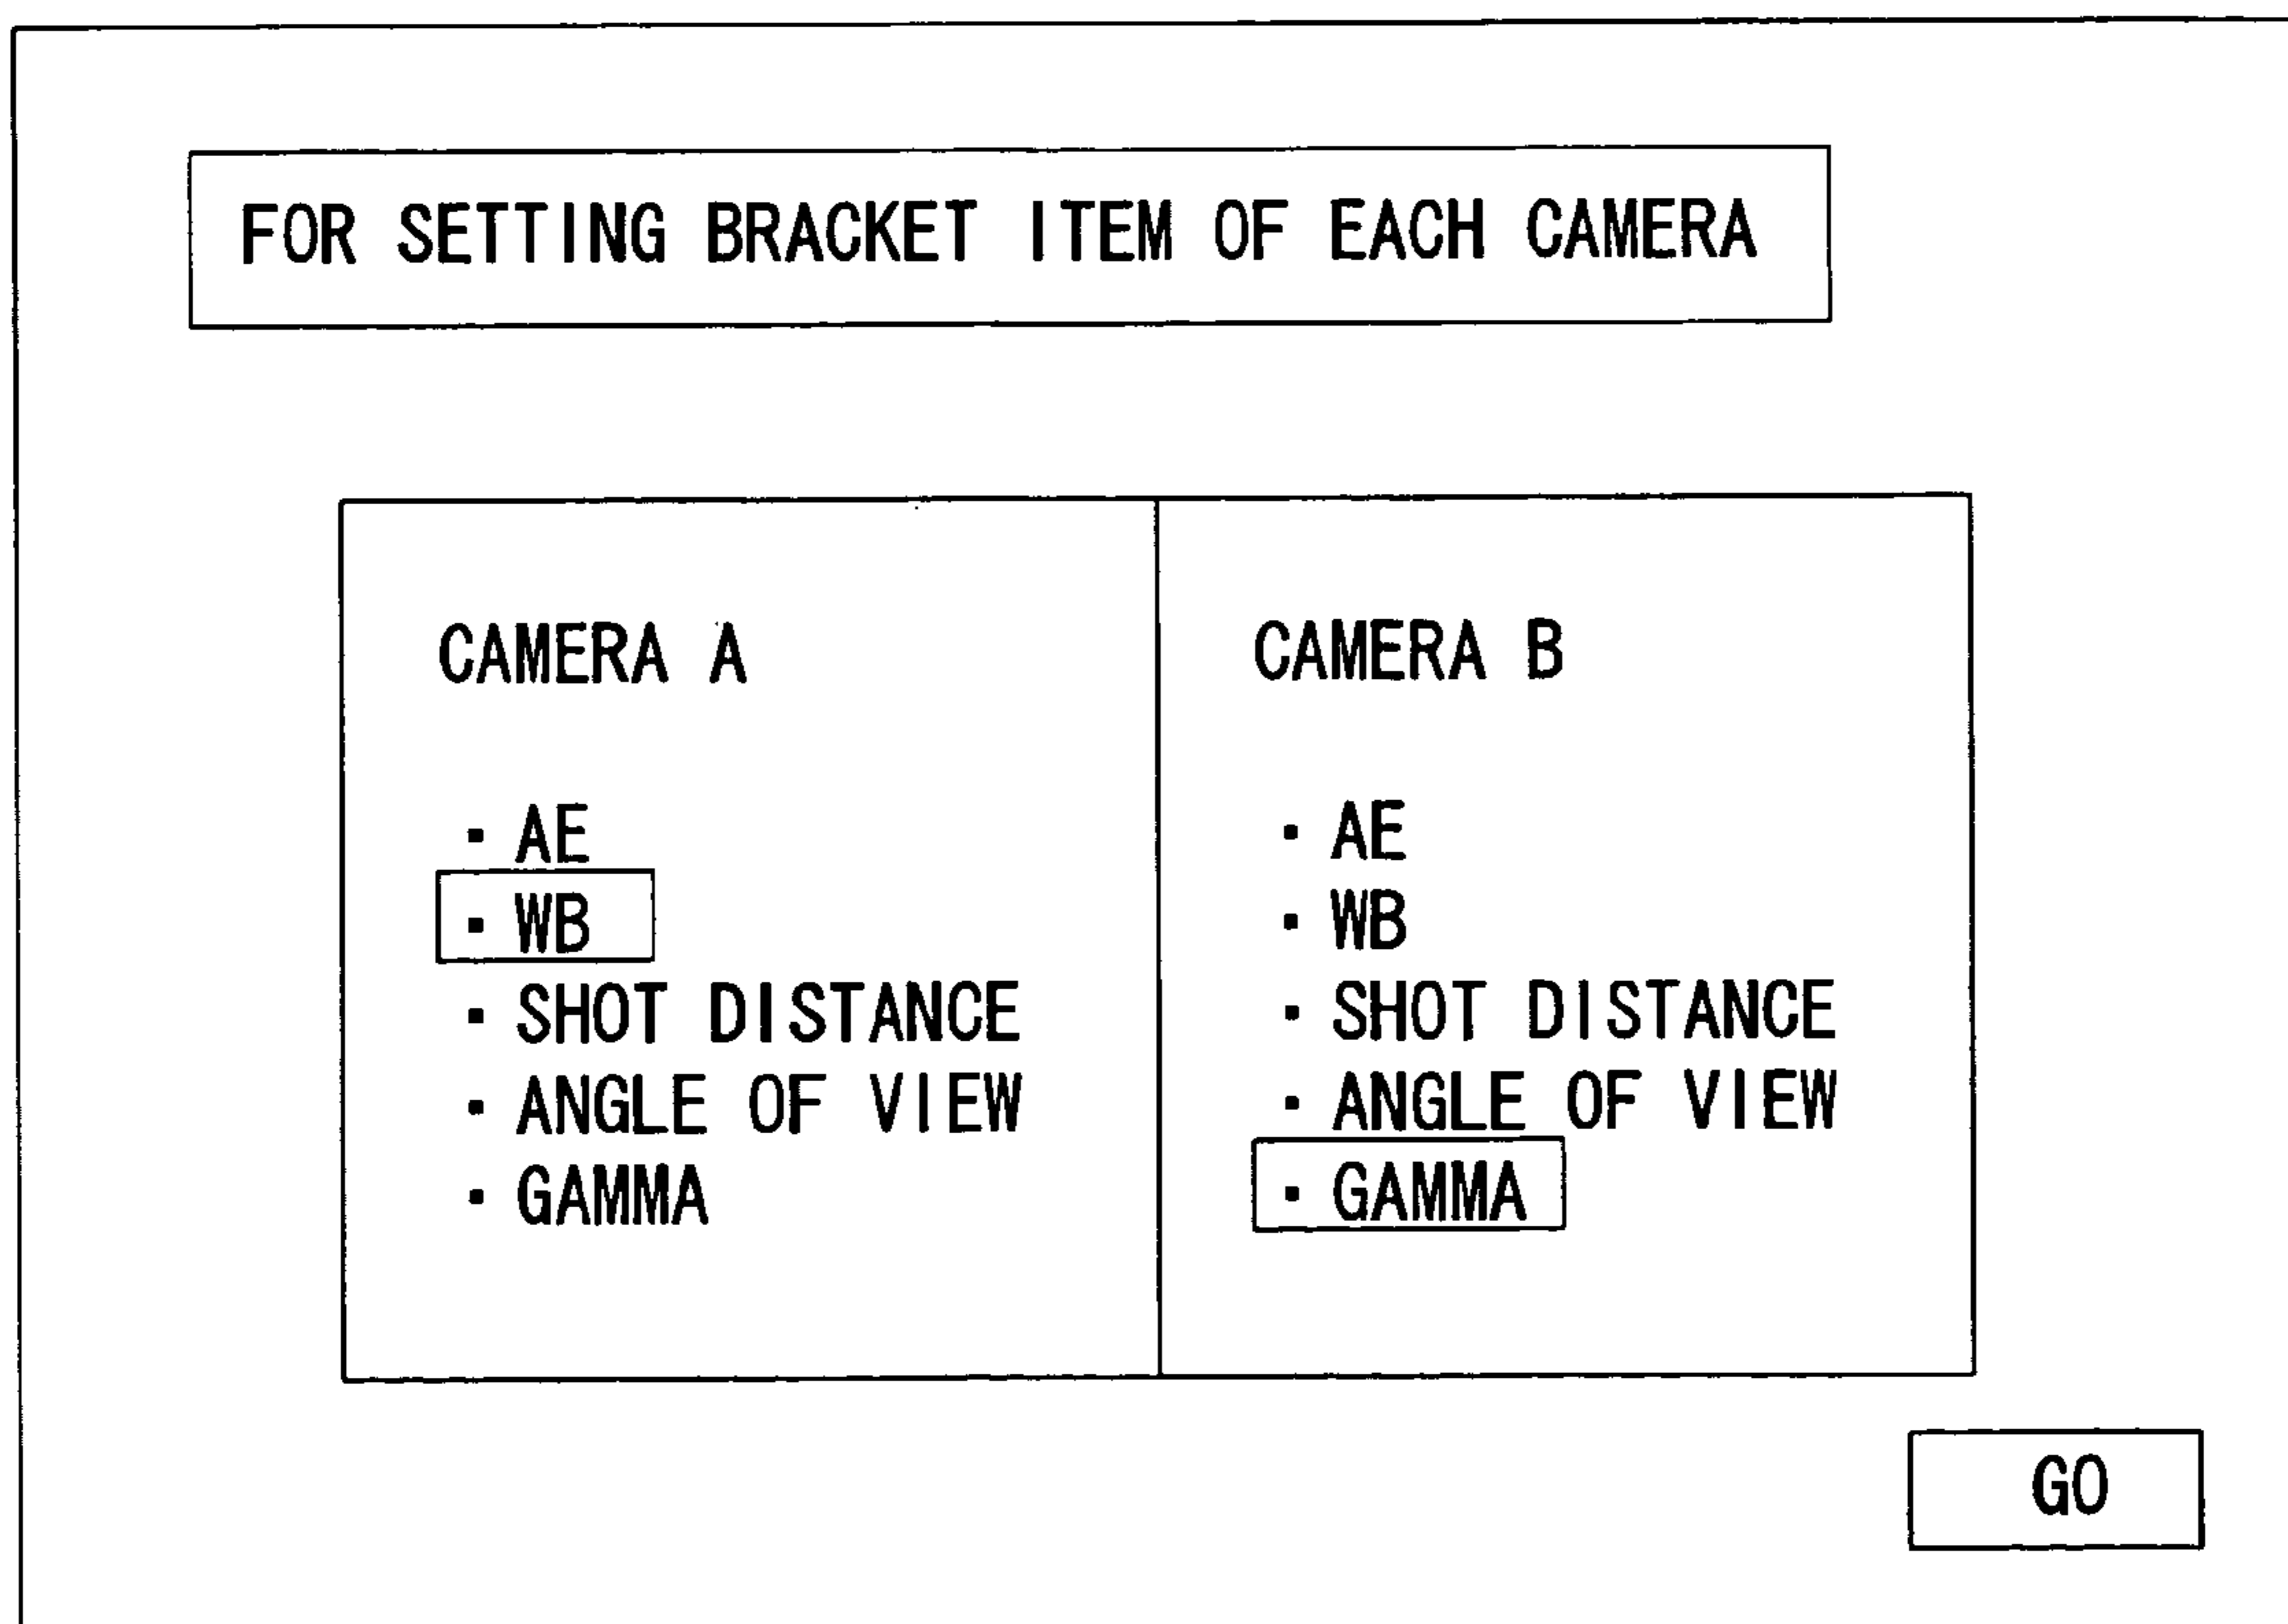 FOR SETTING BRACKET ITEM OF EACH CAMERA
CAMERA A
· AE
· WB
· SHOT DISTANCE
· ANGLE OF VIEW
· GAMMA
CAMERA B
· AE
· WB
· SHOT DISTANCE
· ANGLE OF VIEW
· GAMMA
GO